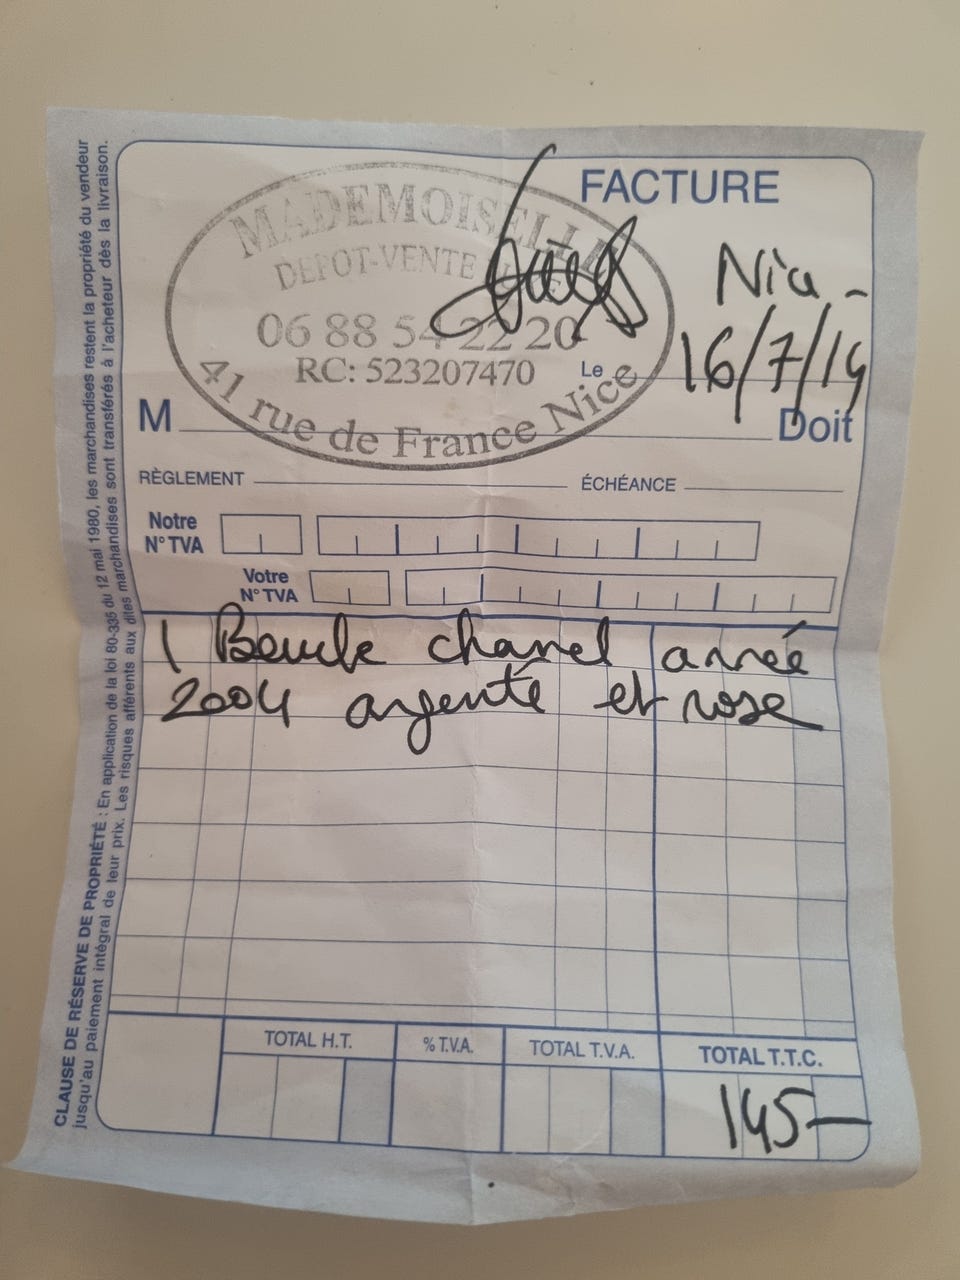 FACTURE
MADEMOISELLE
DEPOT-VENTE
06 88 54 22 20
RC: 523207470
41 rue de France Nice
Nice -
Le 16/7/19
M Doit
RÈGLEMENT ÉCHÉANCE
Notre
N° TVA
Votre
N° TVA
1 Boucle chanel année
2004 argenté et rose
TOTAL H.T. % T.V.A. TOTAL T.V.A. TOTAL T.T.C.
145-
CLAUSE DE RÉSERVE DE PROPRIÉTÉ : En application de la loi 80-335 du 12 mai 1980, les marchandises restent la propriété du vendeur
jusqu'au paiement intégral de leur prix. Les risques afférents aux dites marchandises sont transférés à l'acheteur dès la livraison.